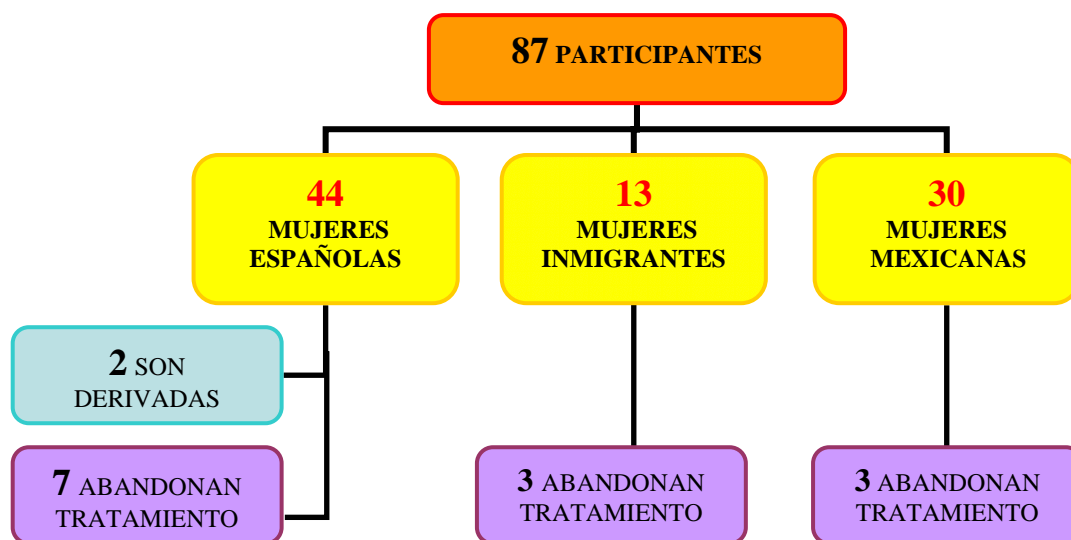 87 PARTICIPANTES
44
MUJERES
ESPAÑOLAS
13
MUJERES
INMIGRANTES
30
MUJERES
MEXICANAS
2 SON
DERIVADAS
7 ABANDONAN
TRATAMIENTO
3 ABANDONAN
TRATAMIENTO
3 ABANDONAN
TRATAMIENTO